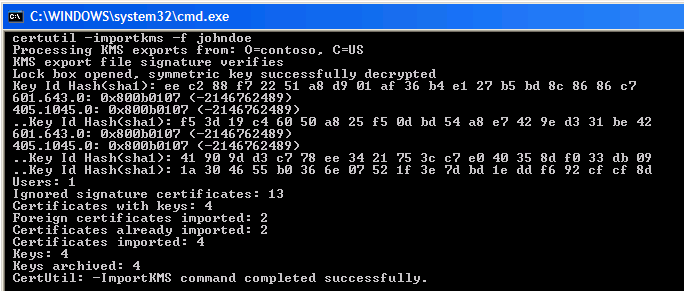 C:\WINDOWS\system32\cmd.exe
certutil -importkms -f johndoe
Processing KMS exports from: O=contoso, C=US
KMS export file signature verifies
Lock box opened, symmetric key successfully decrypted
Key Id Hash(sha1): ee c2 88 f7 22 51 a8 d9 01 af 36 b4 e1 27 b5 bd 8c 86 86 c7
601.643.0: 0x800b0107 (-2146762489)
405.1045.0: 0x800b0107 (-2146762489)
..Key Id Hash(sha1): f5 3d 19 c4 60 50 a8 25 f5 0d bd 54 a8 e7 42 9e d3 31 be 42
601.643.0: 0x800b0107 (-2146762489)
405.1045.0: 0x800b0107 (-2146762489)
..Key Id Hash(sha1): 41 90 9d d3 c7 78 ee 34 21 75 3c c7 e0 40 35 8d f0 33 db 09
..Key Id Hash(sha1): 1a 30 46 55 b0 36 6e 07 52 1f 3e 7d bd 1e dd f6 92 cf cf 8d
Users: 1
Ignored signature certificates: 13
Certificates with keys: 4
Foreign certificates imported: 2
Certificates already imported: 2
Certificates imported: 4
Keys: 4
Keys archived: 4
CertUtil: -ImportKMS command completed successfully.